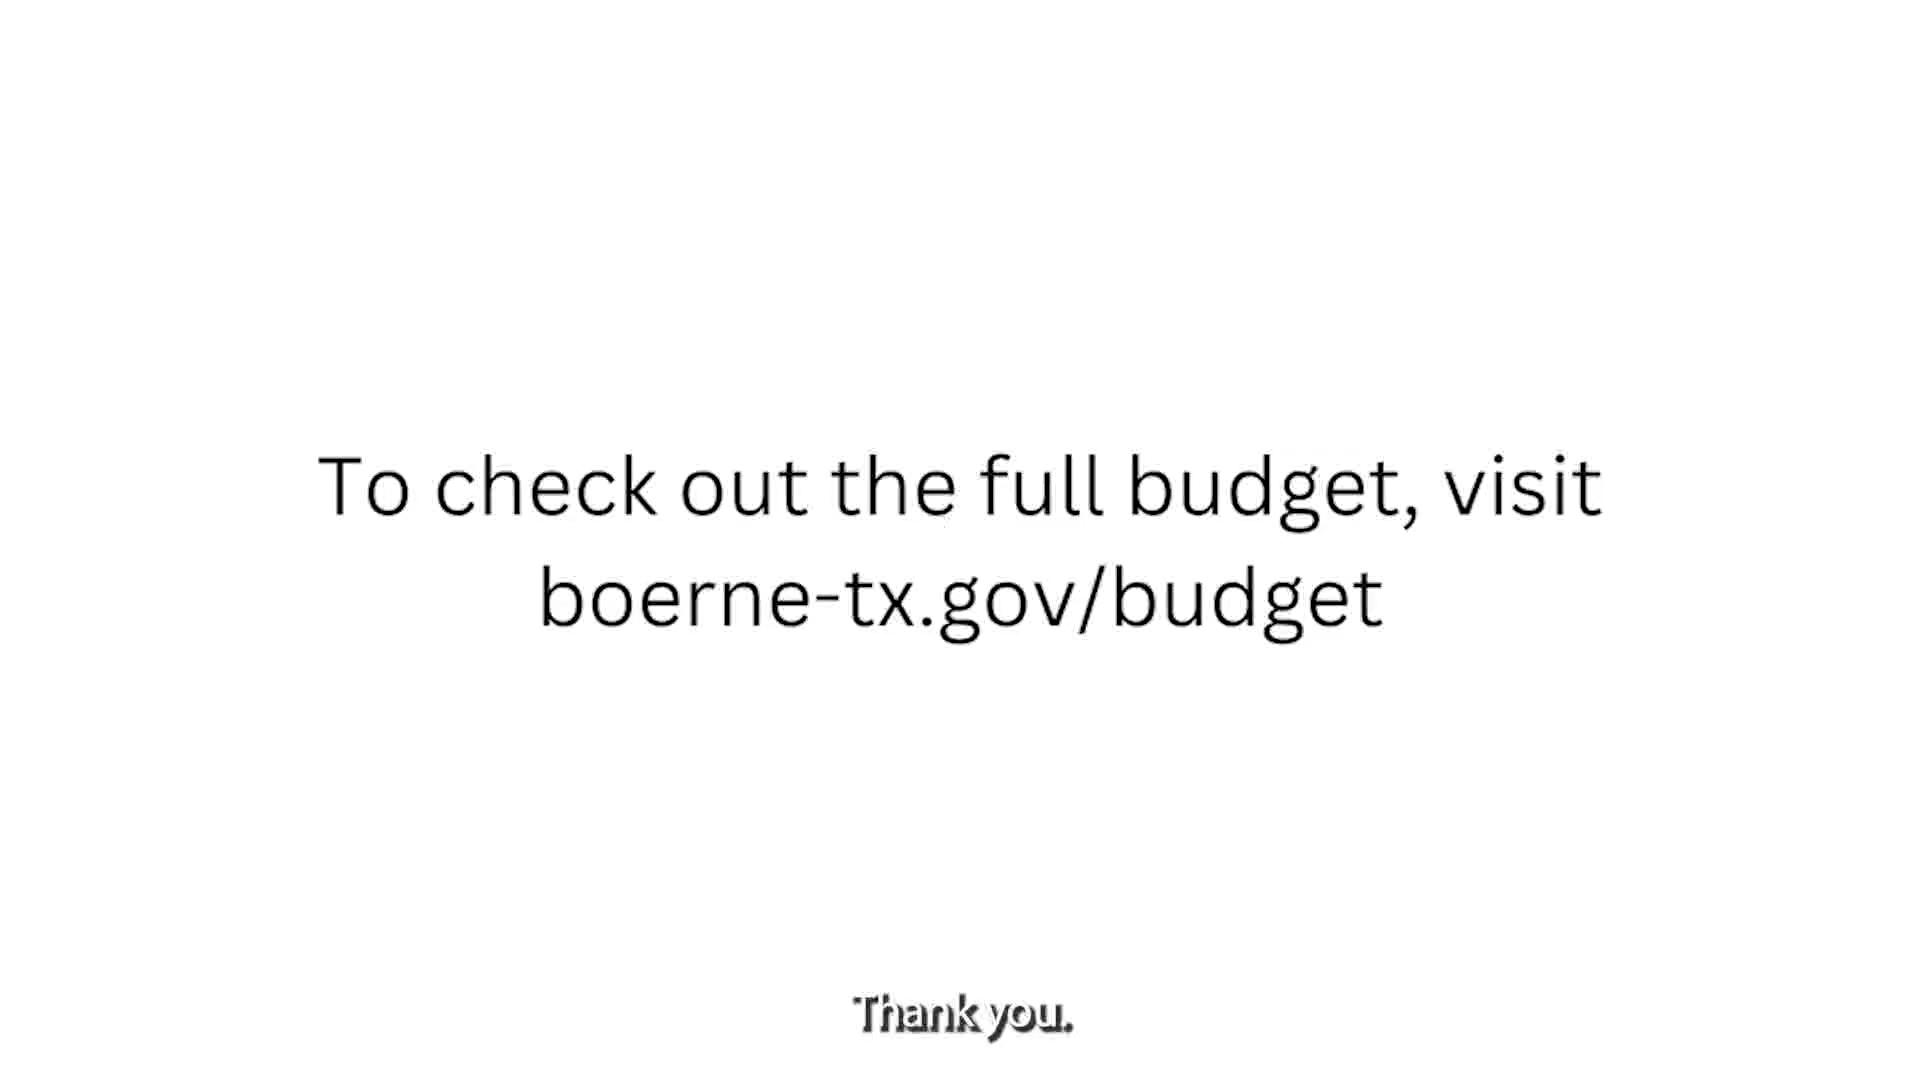 To check out the full budget, visit
boerne-tx.gov/budget
Thank you.